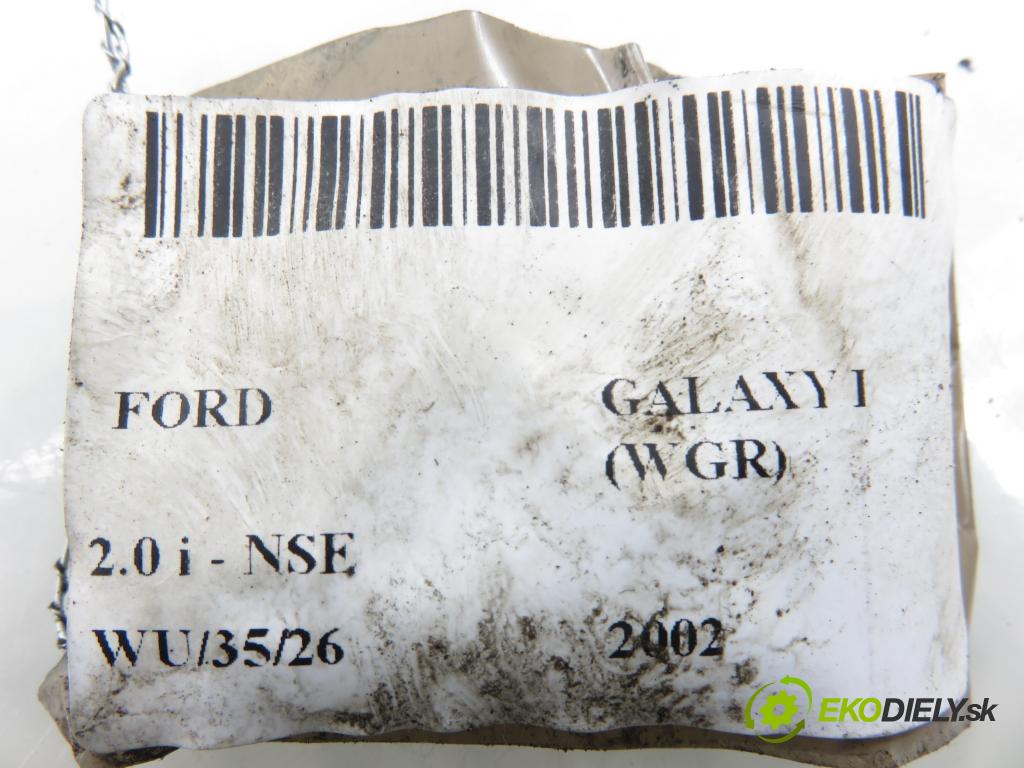 FORD
GALAXY I
(WGR)
2.0 i - NSE
WU/35/26
2002
EKODIELY.sk